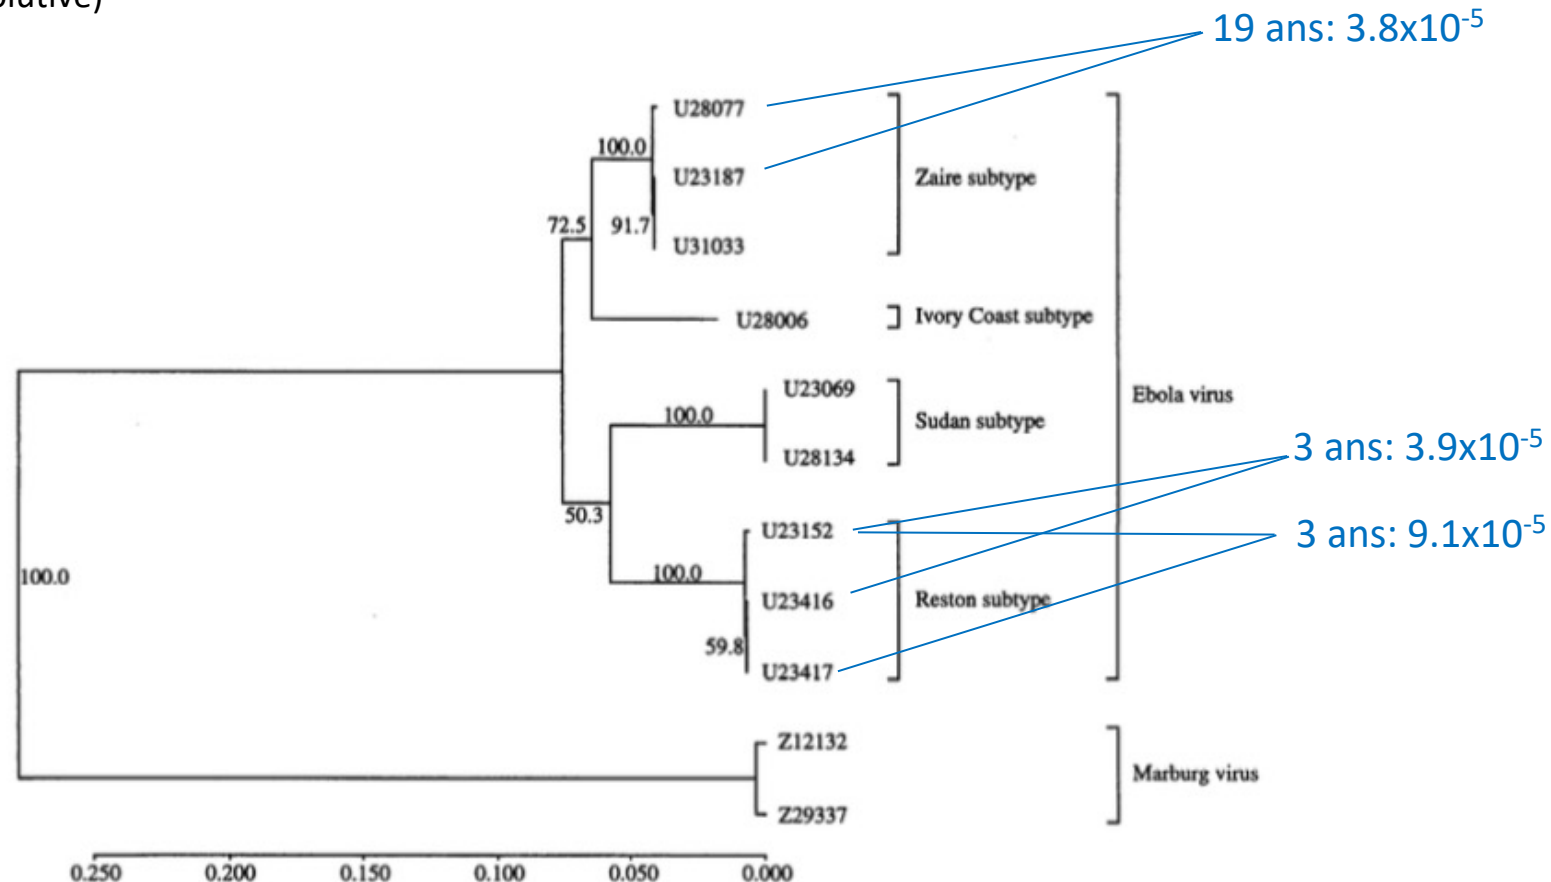 olutive)
19 ans: 3.8x10⁻⁵
U28077
100.0
U23187
Zaire subtype
72.5
91.7
U31033
U28006
Ivory Coast subtype
U23069
Ebola virus
100.0
Sudan subtype
3 ans: 3.9x10⁻⁵
U28134
50.3
U23152
3 ans: 9.1x10⁻⁵
100.0
100.0
U23416
Reston subtype
59.8
U23417
Z12132
Marburg virus
Z29337
0.250 0.200 0.150 0.100 0.050 0.000